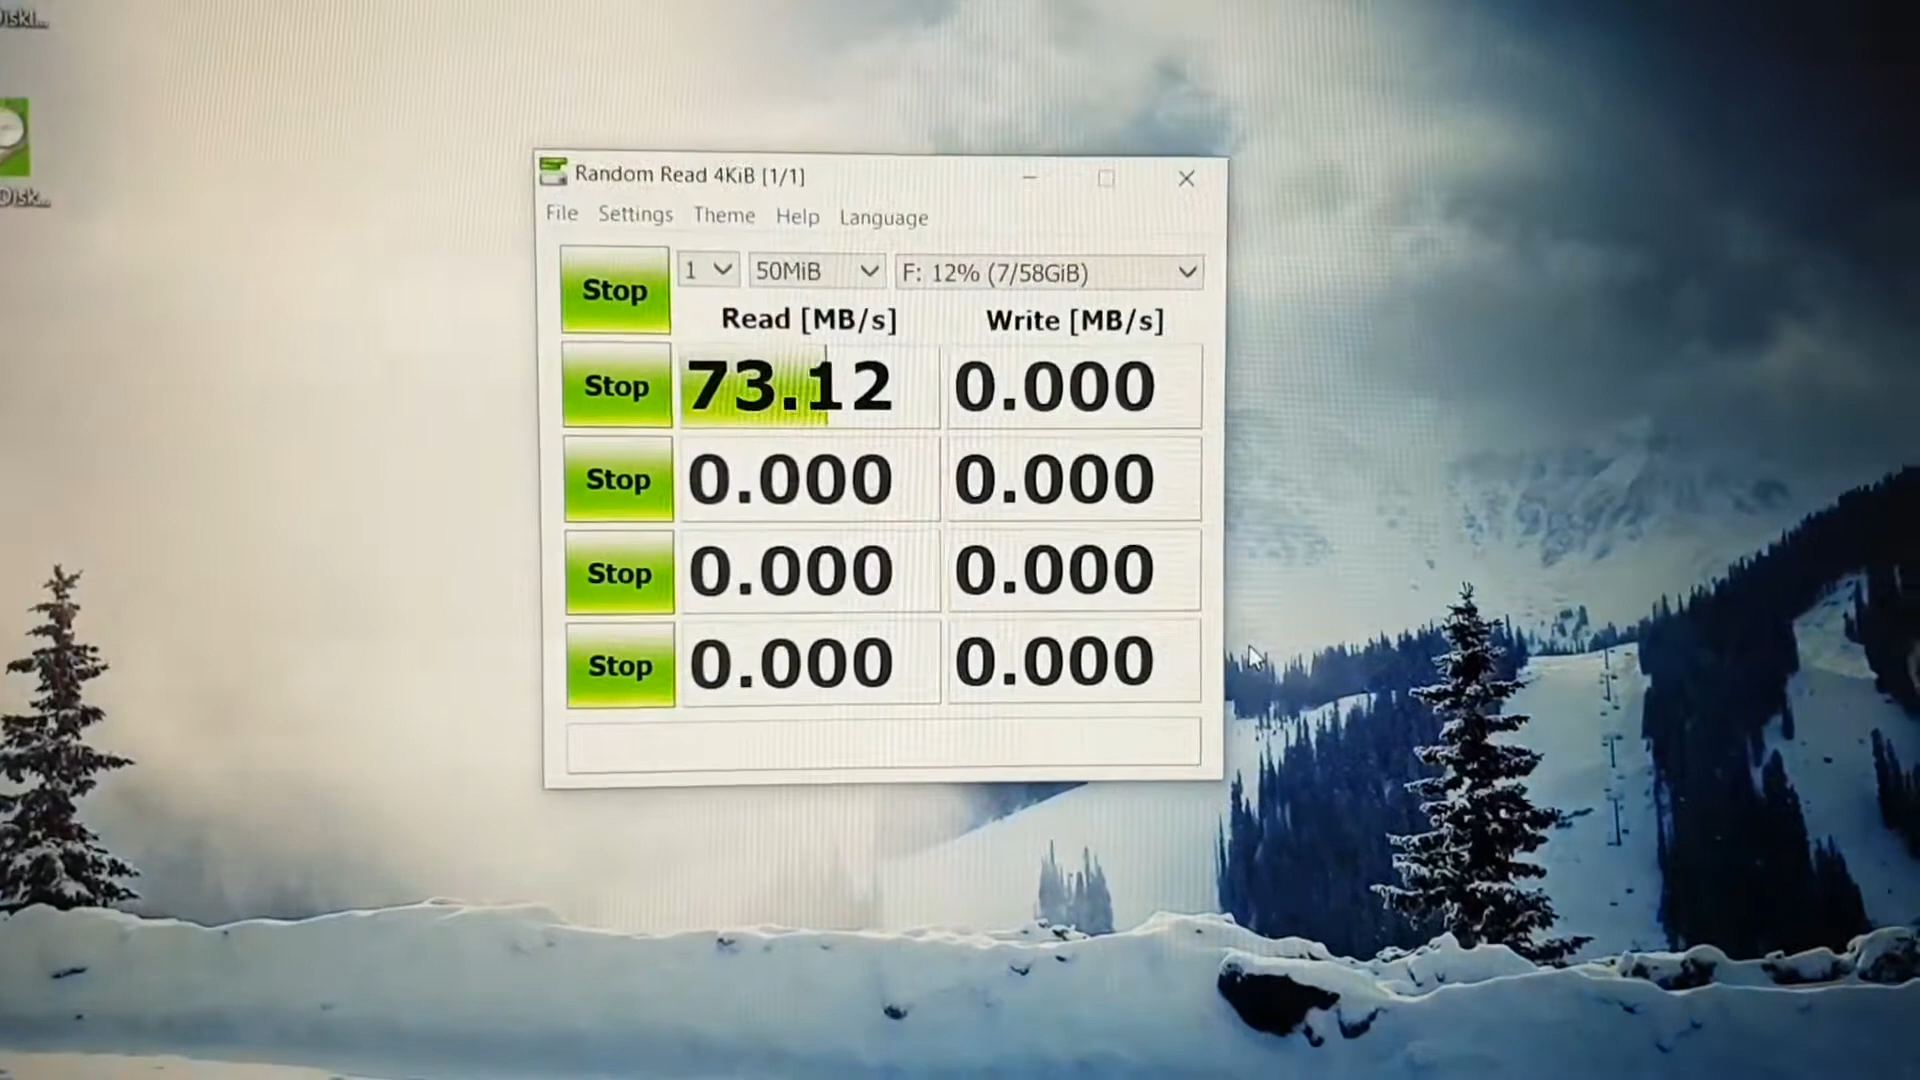 Random Read 4KiB [1/1]
File Settings Theme Help Language
Stop 1 50MiB F: 12% (7/58GiB)
Read [MB/s] Write [MB/s]
Stop 73.12 0.000
Stop 0.000 0.000
Stop 0.000 0.000
Stop 0.000 0.000